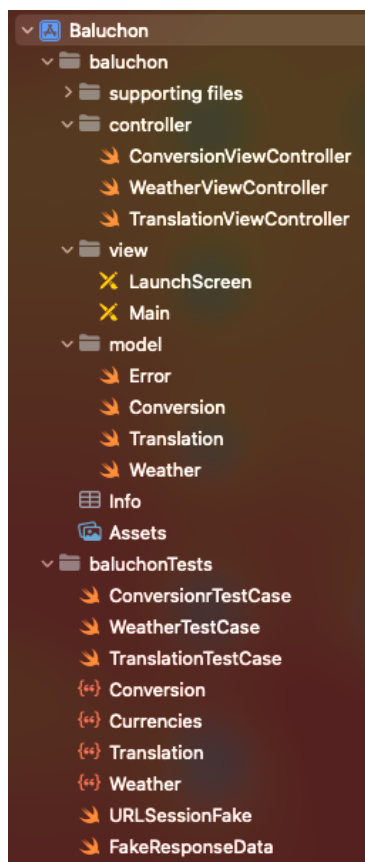 Baluchon
baluchon
supporting files
controller
ConversionViewController
WeatherViewController
TranslationViewController
view
LaunchScreen
Main
model
Error
Conversion
Translation
Weather
Info
Assets
baluchonTests
ConversionrTestCase
WeatherTestCase
TranslationTestCase
Conversion
Currencies
Translation
Weather
URLSessionFake
FakeResponseData